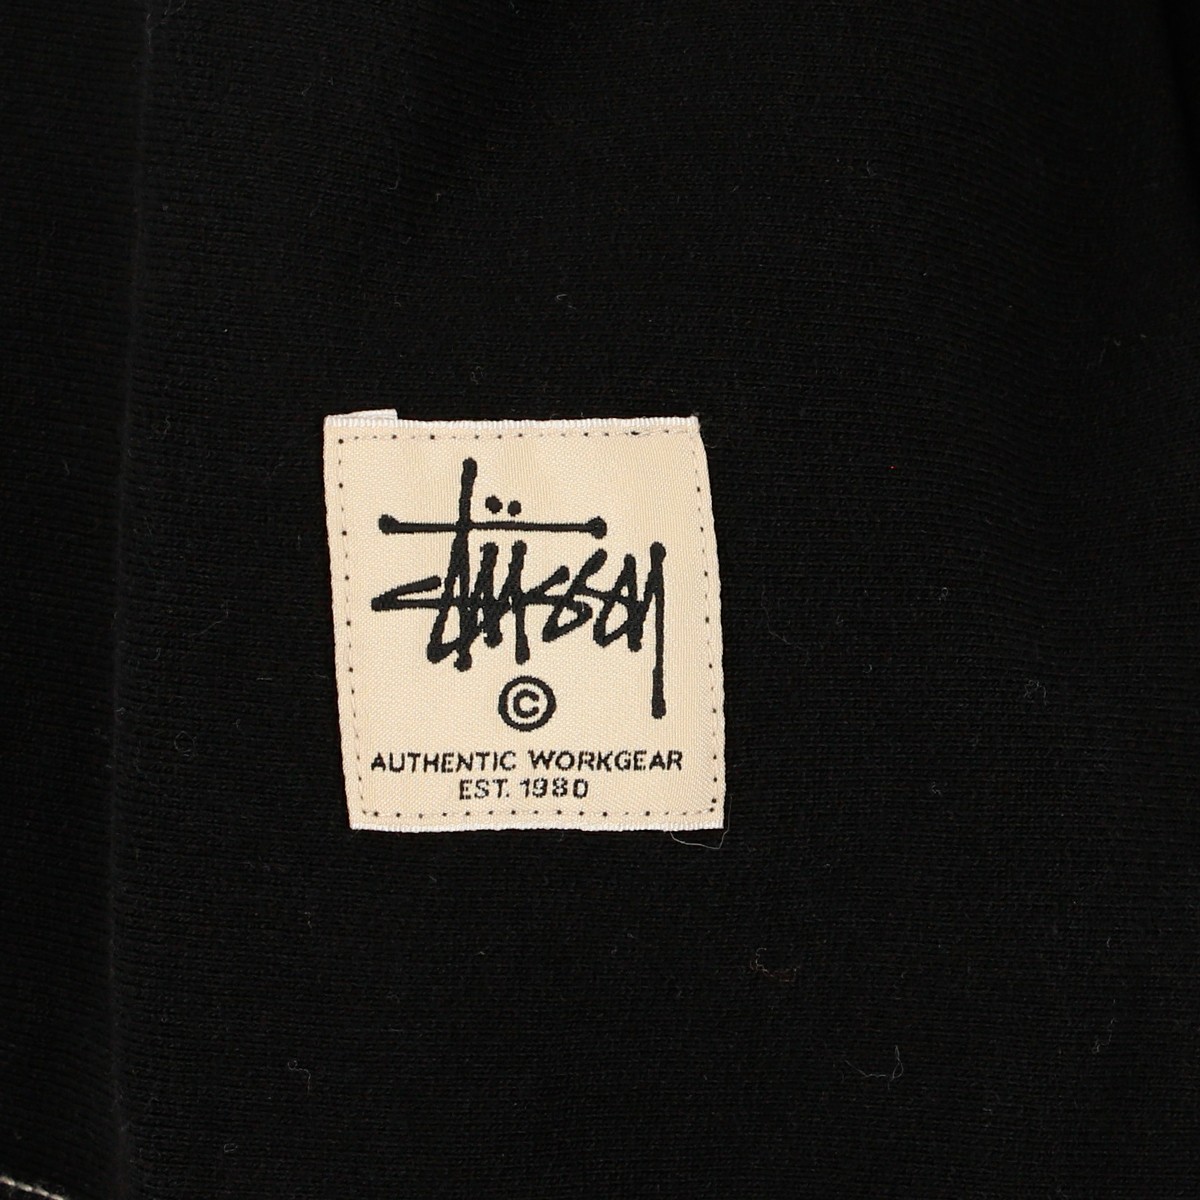 Stüssy
©
AUTHENTIC WORKGEAR
EST. 1980